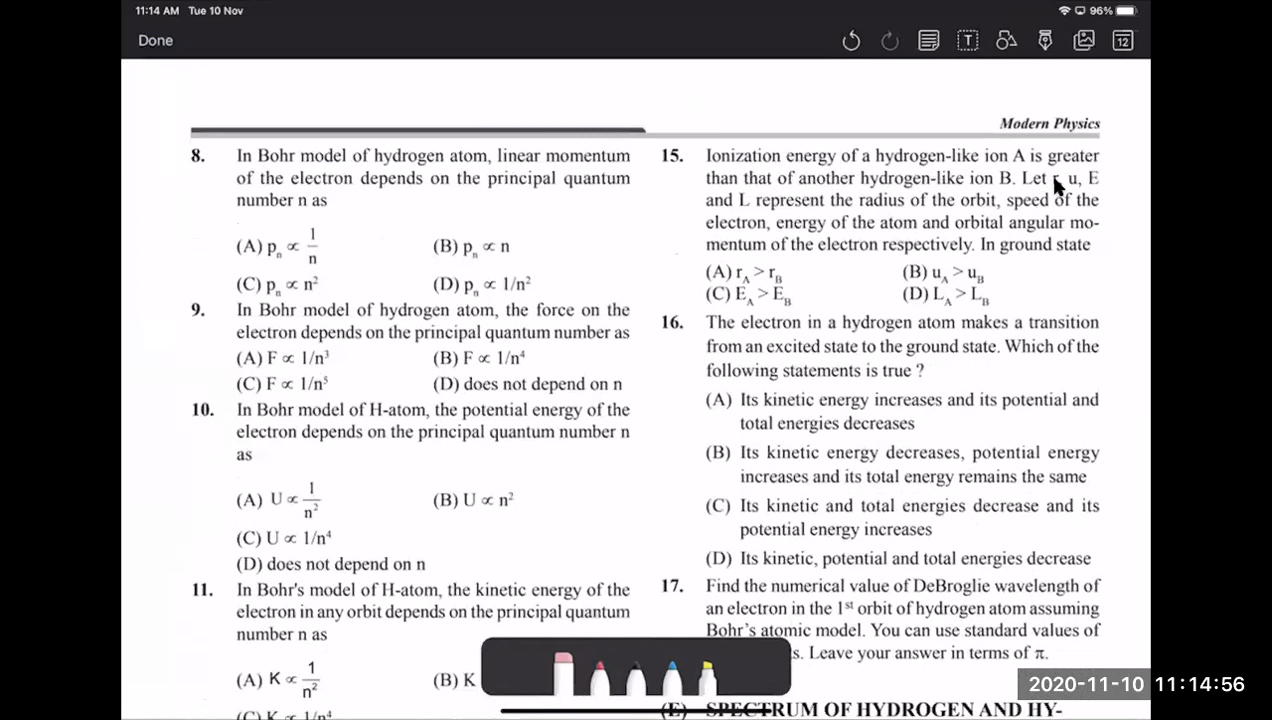 11:14 AM Tue 10 Nov
96%
Done
T
12
Modern Physics
8. In Bohr model of hydrogen atom, linear momentum
of the electron depends on the principal quantum
number n as
(A) pₙ ∝ 1/n (B) pₙ ∝ n
(C) pₙ ∝ n² (D) pₙ ∝ 1/n²
9. In Bohr model of hydrogen atom, the force on the
electron depends on the principal quantum number as
(A) F ∝ 1/n³ (B) F ∝ 1/n⁴
(C) F ∝ 1/n⁵ (D) does not depend on n
10. In Bohr model of H-atom, the potential energy of the
electron depends on the principal quantum number n
as
(A) U ∝ 1/n² (B) U ∝ n²
(C) U ∝ 1/n⁴
(D) does not depend on n
11. In Bohr's model of H-atom, the kinetic energy of the
electron in any orbit depends on the principal quantum
number n as
(A) K ∝ 1/n² (B) K
(C) K ∝ 1/n⁴
15. Ionization energy of a hydrogen-like ion A is greater
than that of another hydrogen-like ion B. Let r, u, E
and L represent the radius of the orbit, speed of the
electron, energy of the atom and orbital angular mo-
mentum of the electron respectively. In ground state
(A) r_A > r_B (B) u_A > u_B
(C) E_A > E_B (D) L_A > L_B
16. The electron in a hydrogen atom makes a transition
from an excited state to the ground state. Which of the
following statements is true ?
(A) Its kinetic energy increases and its potential and
total energies decreases
(B) Its kinetic energy decreases, potential energy
increases and its total energy remains the same
(C) Its kinetic and total energies decrease and its
potential energy increases
(D) Its kinetic, potential and total energies decrease
17. Find the numerical value of DeBroglie wavelength of
an electron in the 1ˢᵗ orbit of hydrogen atom assuming
Bohr's atomic model. You can use standard values of
s. Leave your answer in terms of π.
(E) SPECTRUM OF HYDROGEN AND HY-
2020-11-10 11:14:56